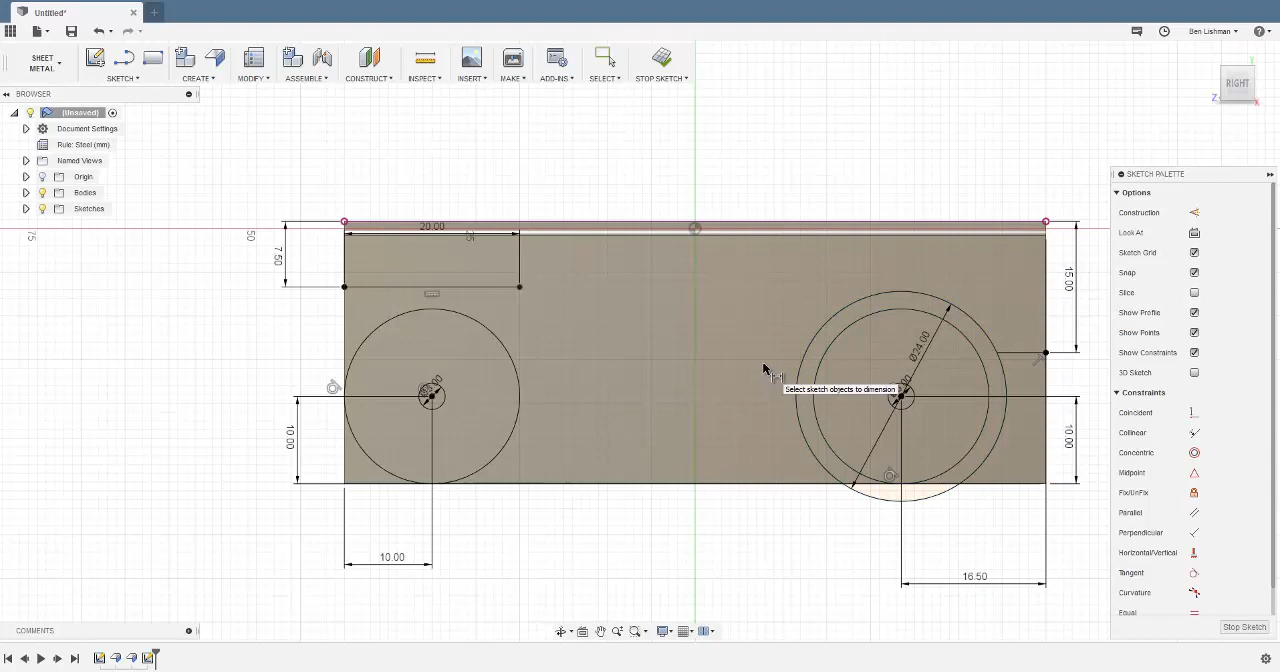 Untitled*
Ben Lishman
SHEET
METAL
SKETCH
CREATE
MODIFY
ASSEMBLE
CONSTRUCT
INSPECT
INSERT
MAKE
ADD-INS
SELECT
STOP SKETCH
BROWSER
(Unsaved)
Document Settings
Rule: Steel (mm)
Named Views
Origin
Bodies
Sketches
RIGHT
Y
Z
X
75
50
25
20.00
7.50
15.00
Ø24.00
10.00
10.00
10.00
16.50
Select sketch objects to dimension
SKETCH PALETTE
Options
Construction
Look At
Sketch Grid
Snap
Slice
Show Profile
Show Points
Show Constraints
3D Sketch
Constraints
Coincident
Collinear
Concentric
Midpoint
Fix/UnFix
Parallel
Perpendicular
Horizontal/Vertical
Tangent
Curvature
Equal
Stop Sketch
COMMENTS